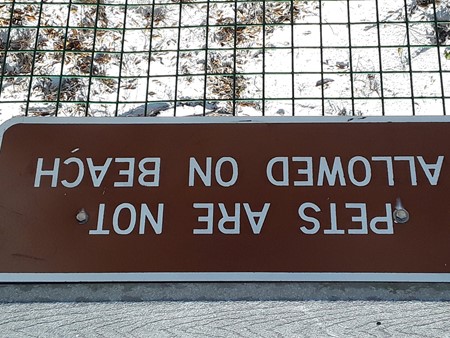 PETS ARE NOT
ALLOWED ON BEACH